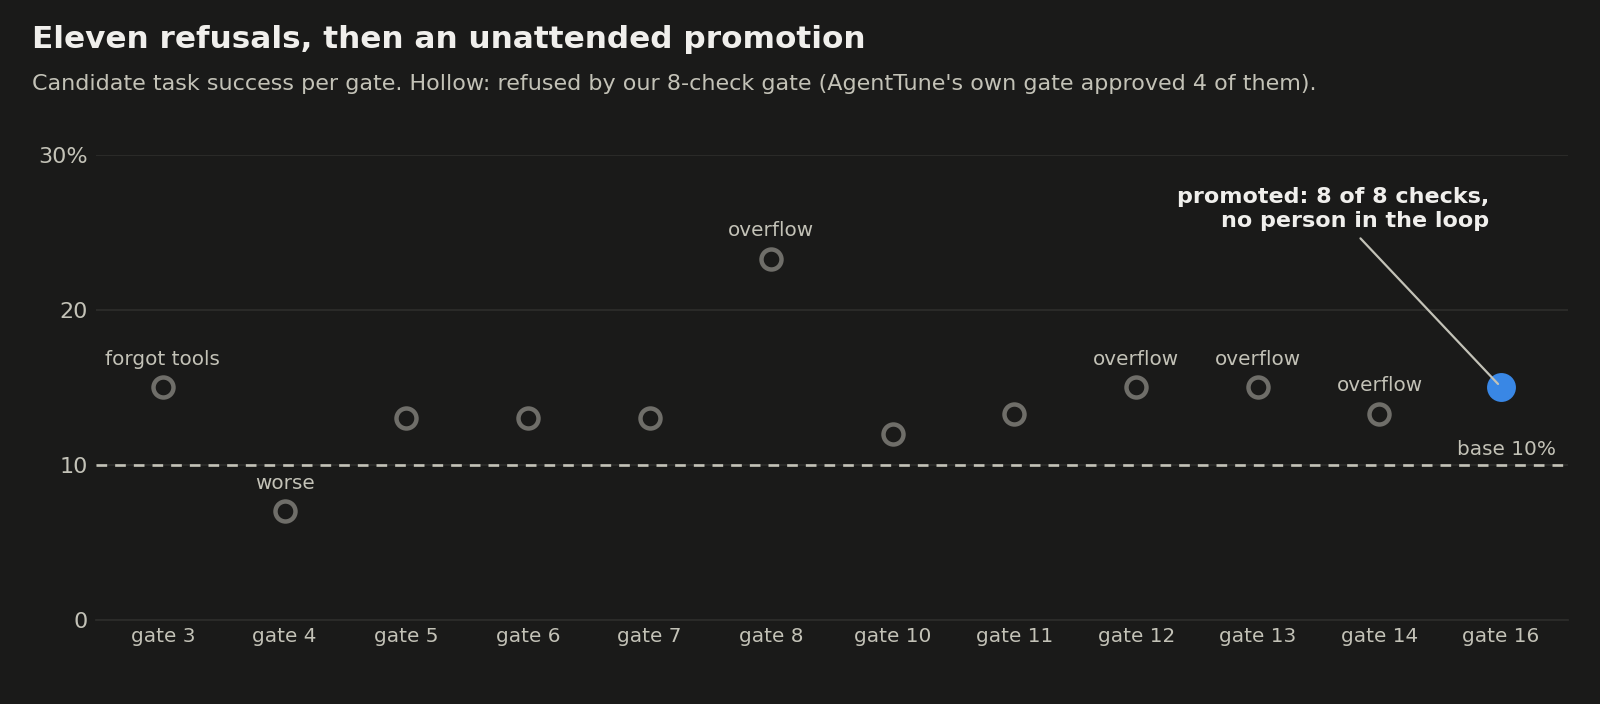 Eleven refusals, then an unattended promotion
Candidate task success per gate. Hollow: refused by our 8-check gate (AgentTune's own gate approved 4 of them).
30%
promoted: 8 of 8 checks,
no person in the loop
overflow
20
forgot tools
overflow
overflow
overflow
base 10%
10
worse
0
gate 3
gate 4
gate 5
gate 6
gate 7
gate 8
gate 10
gate 11
gate 12
gate 13
gate 14
gate 16